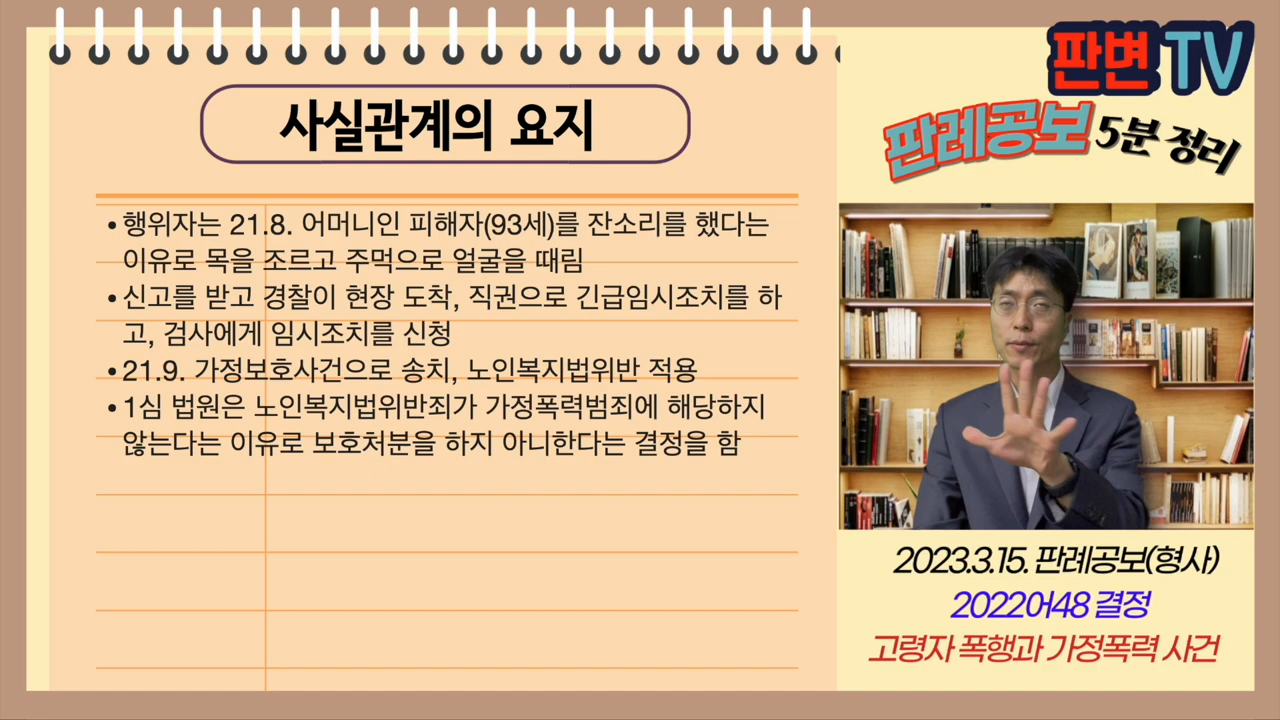 판변 TV
판례공보 5분 정리
사실관계의 요지
• 행위자는 21.8. 어머니인 피해자(93세)를 잔소리를 했다는
이유로 목을 조르고 주먹으로 얼굴을 때림
• 신고를 받고 경찰이 현장 도착, 직권으로 긴급임시조치를 하
고, 검사에게 임시조치를 신청
• 21.9. 가정보호사건으로 송치, 노인복지법위반 적용
• 1심 법원은 노인복지법위반죄가 가정폭력범죄에 해당하지
않는다는 이유로 보호처분을 하지 아니한다는 결정을 함
2023.3.15. 판례공보(형사)
2022어48 결정
고령자 폭행과 가정폭력 사건